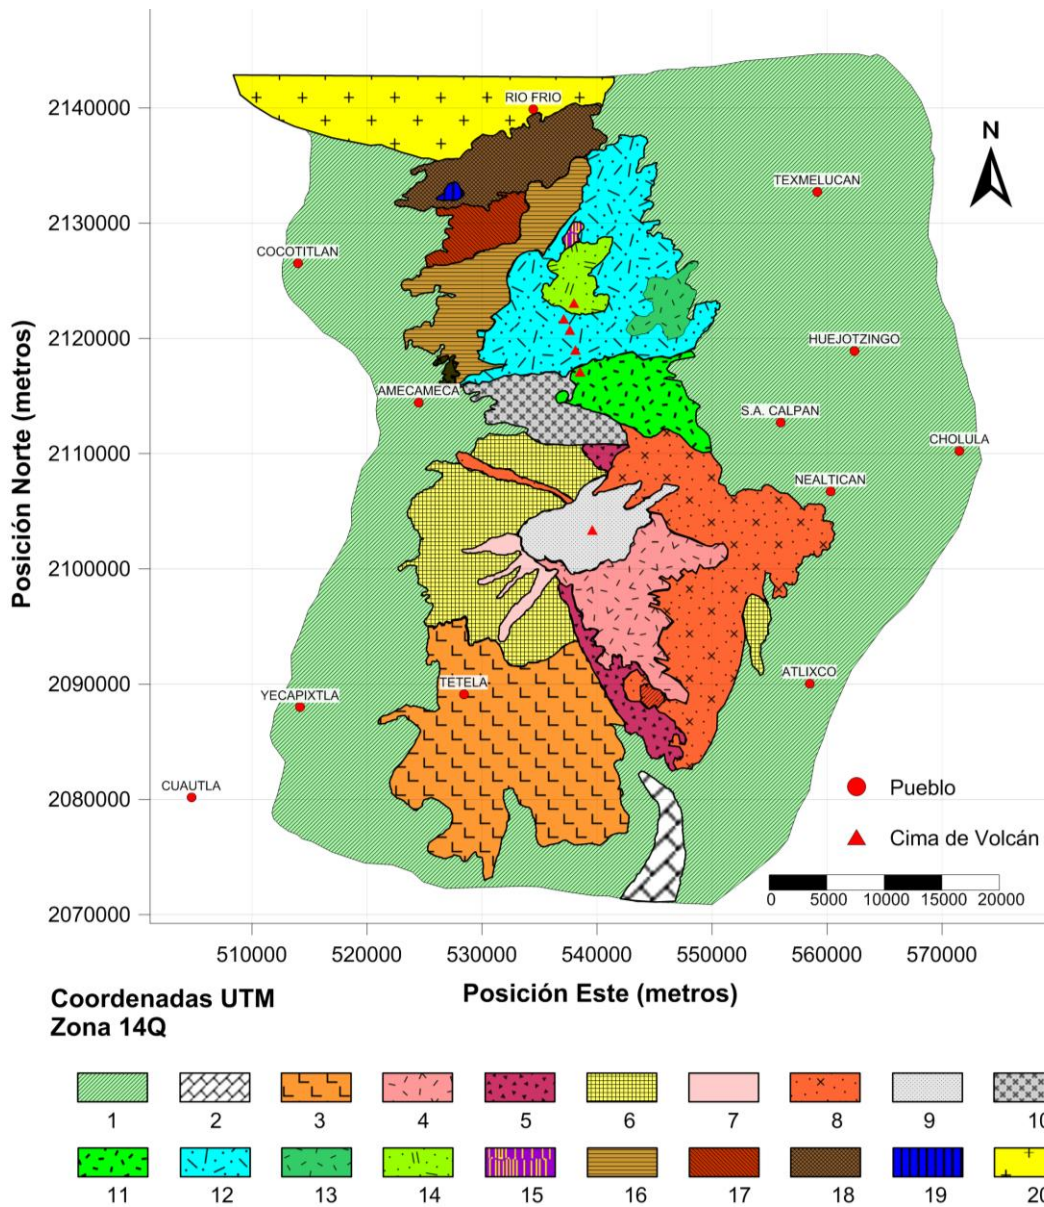 2140000
2130000
2120000
2110000
2100000
2090000
2080000
2070000
Posición Norte (metros)
N
RIO FRIO
TEXMELUCAN
COCOTITLAN
HUEJOTZINGO
AMECAMECA
S.A. CALPAN
CHOLULA
NEALTICAN
ATLIXCO
TÉTELA
YECAPIXTLA
CUAUTLA
Pueblo
Cima de Volcán
0 5000 10000 15000 20000
510000 520000 530000 540000 550000 560000 570000
Posición Este (metros)
Coordenadas UTM
Zona 14Q
1 2 3 4 5 6 7 8 9 10
11 12 13 14 15 16 17 18 19 20